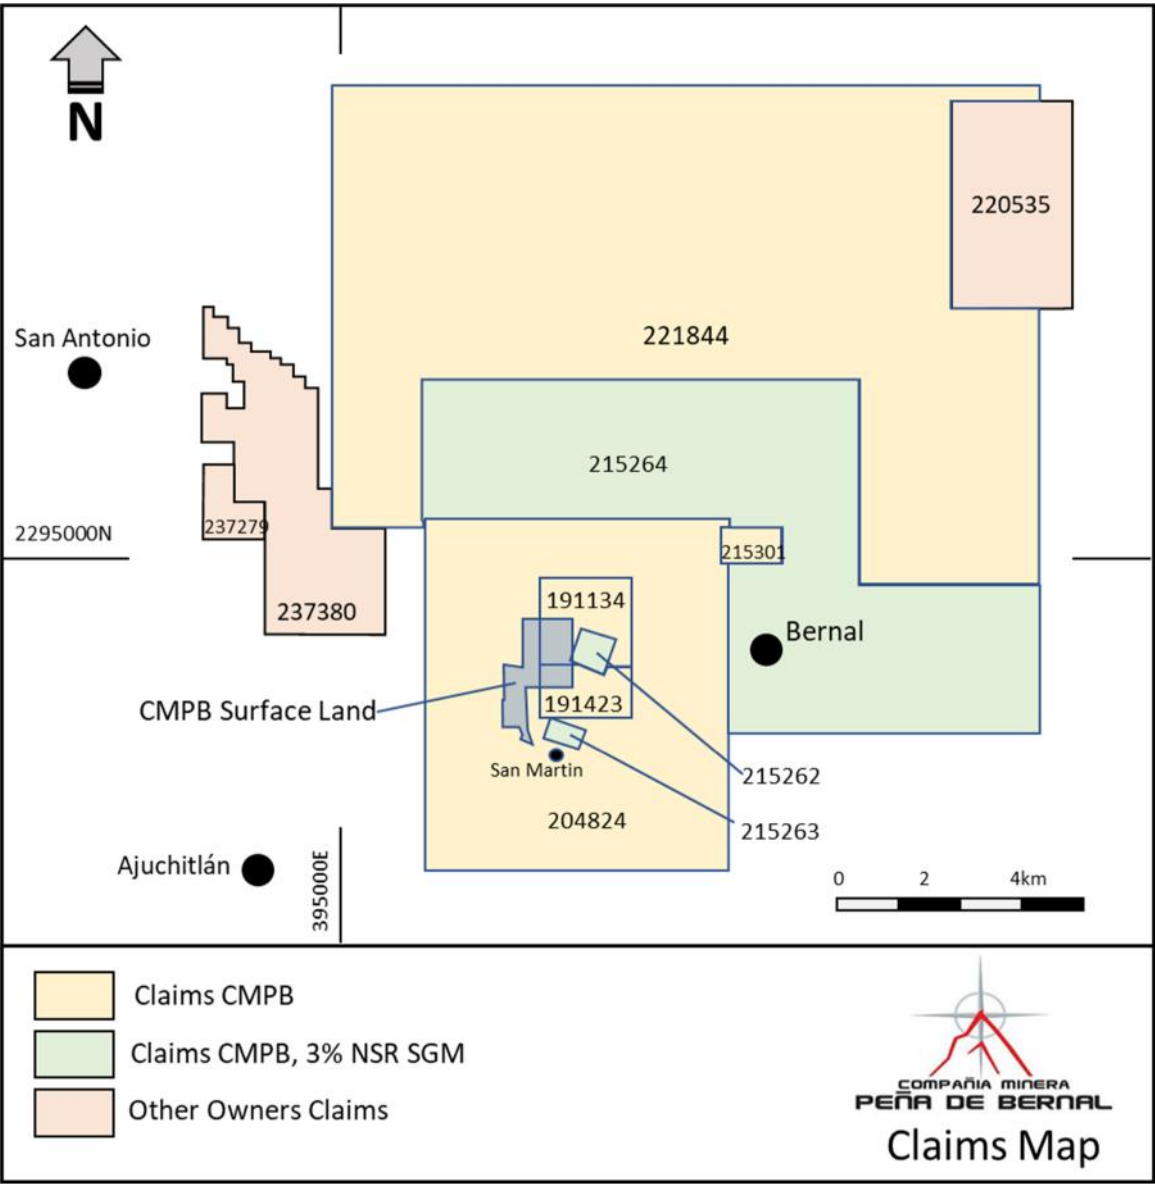 N
220535
221844
San Antonio
215264
237279
2295000N
215301
191134
237380
Bernal
CMPB Surface Land
191423
San Martin
215262
204824
215263
Ajuchitlán
395000E
0 2 4km
Claims CMPB
Claims CMPB, 3% NSR SGM
Other Owners Claims
COMPAÑIA MINERA
PEÑA DE BERNAL
Claims Map